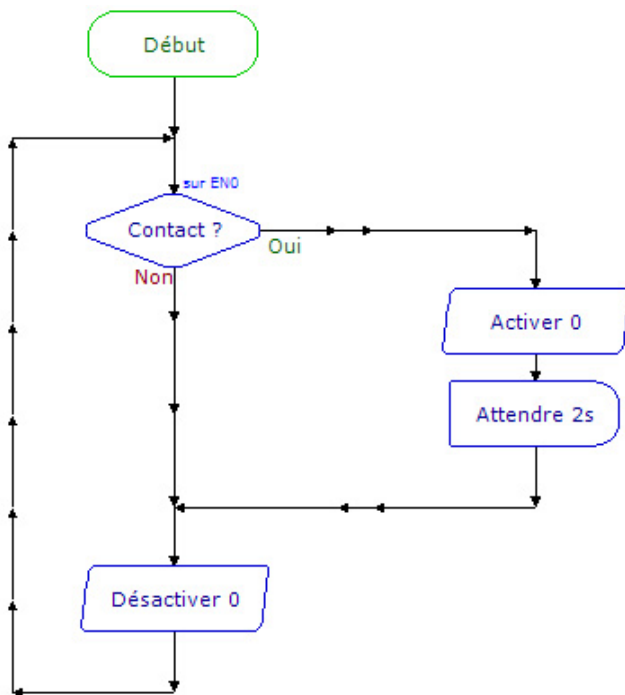 Début
sur EN0
Contact ?
Oui
Non
Activer 0
Attendre 2s
Désactiver 0